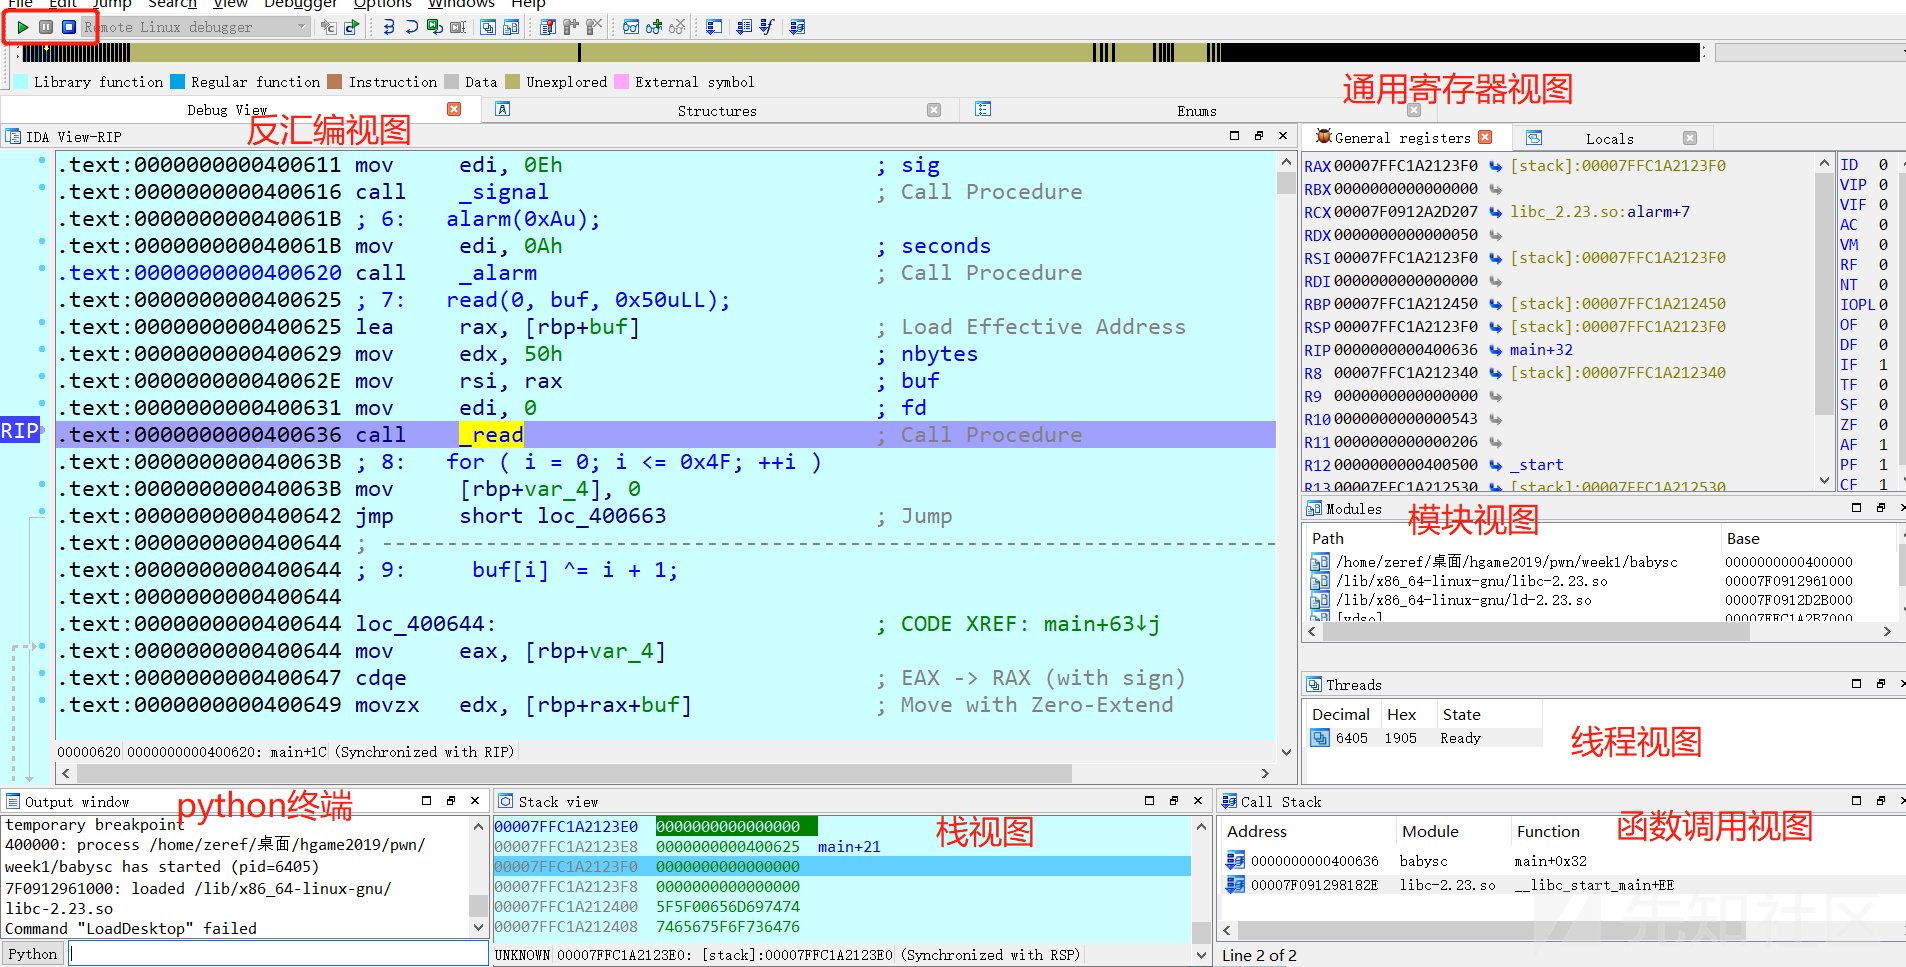 File Edit Jump Search View Debugger Options Windows Help
Remote Linux debugger
Library function Regular function Instruction Data Unexplored External symbol
通用寄存器视图
Debug View Structures Enums
反汇编视图
IDA View-RIP
.text:0000000000400611 mov edi, 0Eh ; sig
.text:0000000000400616 call _signal ; Call Procedure
.text:000000000040061B ; 6: alarm(0xAu);
.text:000000000040061B mov edi, 0Ah ; seconds
.text:0000000000400620 call _alarm ; Call Procedure
.text:0000000000400625 ; 7: read(0, buf, 0x50uLL);
.text:0000000000400625 lea rax, [rbp+buf] ; Load Effective Address
.text:0000000000400629 mov edx, 50h ; nbytes
.text:000000000040062E mov rsi, rax ; buf
.text:0000000000400631 mov edi, 0 ; fd
RIP
.text:0000000000400636 call _read ; Call Procedure
.text:000000000040063B ; 8: for ( i = 0; i <= 0x4F; ++i )
.text:000000000040063B mov [rbp+var_4], 0
.text:0000000000400642 jmp short loc_400663 ; Jump
.text:0000000000400644 ; ---------------------------------------------------------------------------
.text:0000000000400644 ; 9: buf[i] ^= i + 1;
.text:0000000000400644
.text:0000000000400644 loc_400644: ; CODE XREF: main+63↓j
.text:0000000000400644 mov eax, [rbp+var_4]
.text:0000000000400647 cdqe ; EAX -> RAX (with sign)
.text:0000000000400649 movzx edx, [rbp+rax+buf] ; Move with Zero-Extend
00000620 0000000000400620: main+1C (Synchronized with RIP)
General registers Locals
RAX 00007FFC1A2123F0 [stack]:00007FFC1A2123F0
RBX 0000000000000000
RCX 00007F0912A2D207 libc_2.23.so:alarm+7
RDX 0000000000000050
RSI 00007FFC1A2123F0 [stack]:00007FFC1A2123F0
RDI 0000000000000000
RBP 00007FFC1A212450 [stack]:00007FFC1A212450
RSP 00007FFC1A2123F0 [stack]:00007FFC1A2123F0
RIP 0000000000400636 main+32
R8 00007FFC1A212340 [stack]:00007FFC1A212340
R9 0000000000000000
R10 0000000000000543
R11 0000000000000206
R12 0000000000400500 _start
R13 00007FFC1A212530 [stack]:00007FFC1A212530
ID 0
VIP 0
VIF 0
AC 0
VM 0
RF 0
NT 0
IOPL 0
OF 0
DF 0
IF 1
TF 0
SF 0
ZF 0
AF 1
PF 1
CF 1
Modules
模块视图
Path Base
/home/zeref/桌面/hgame2019/pwn/week1/babysc 0000000000400000
/lib/x86_64-linux-gnu/libc-2.23.so 00007F0912961000
/lib/x86_64-linux-gnu/ld-2.23.so 00007F0912D2B000
[vdso] 00007FFC1A2B7000
Threads
Decimal Hex State
6405 1905 Ready
线程视图
Output window
python终端
temporary breakpoint
400000: process /home/zeref/桌面/hgame2019/pwn/
week1/babysc has started (pid=6405)
7F0912961000: loaded /lib/x86_64-linux-gnu/
libc-2.23.so
Command "LoadDesktop" failed
Python
Stack view
栈视图
00007FFC1A2123E0 0000000000000000
00007FFC1A2123E8 0000000000400625 main+21
00007FFC1A2123F0 0000000000000000
00007FFC1A2123F8 0000000000000000
00007FFC1A212400 5F5F00656D697474
00007FFC1A212408 7465675F6F736476
UNKNOWN 00007FFC1A2123E0: [stack]:00007FFC1A2123E0 (Synchronized with RSP)
Call Stack
函数调用视图
Address Module Function
0000000000400636 babysc main+0x32
00007F091298182E libc-2.23.so __libc_start_main+EE
Line 2 of 2
先知社区